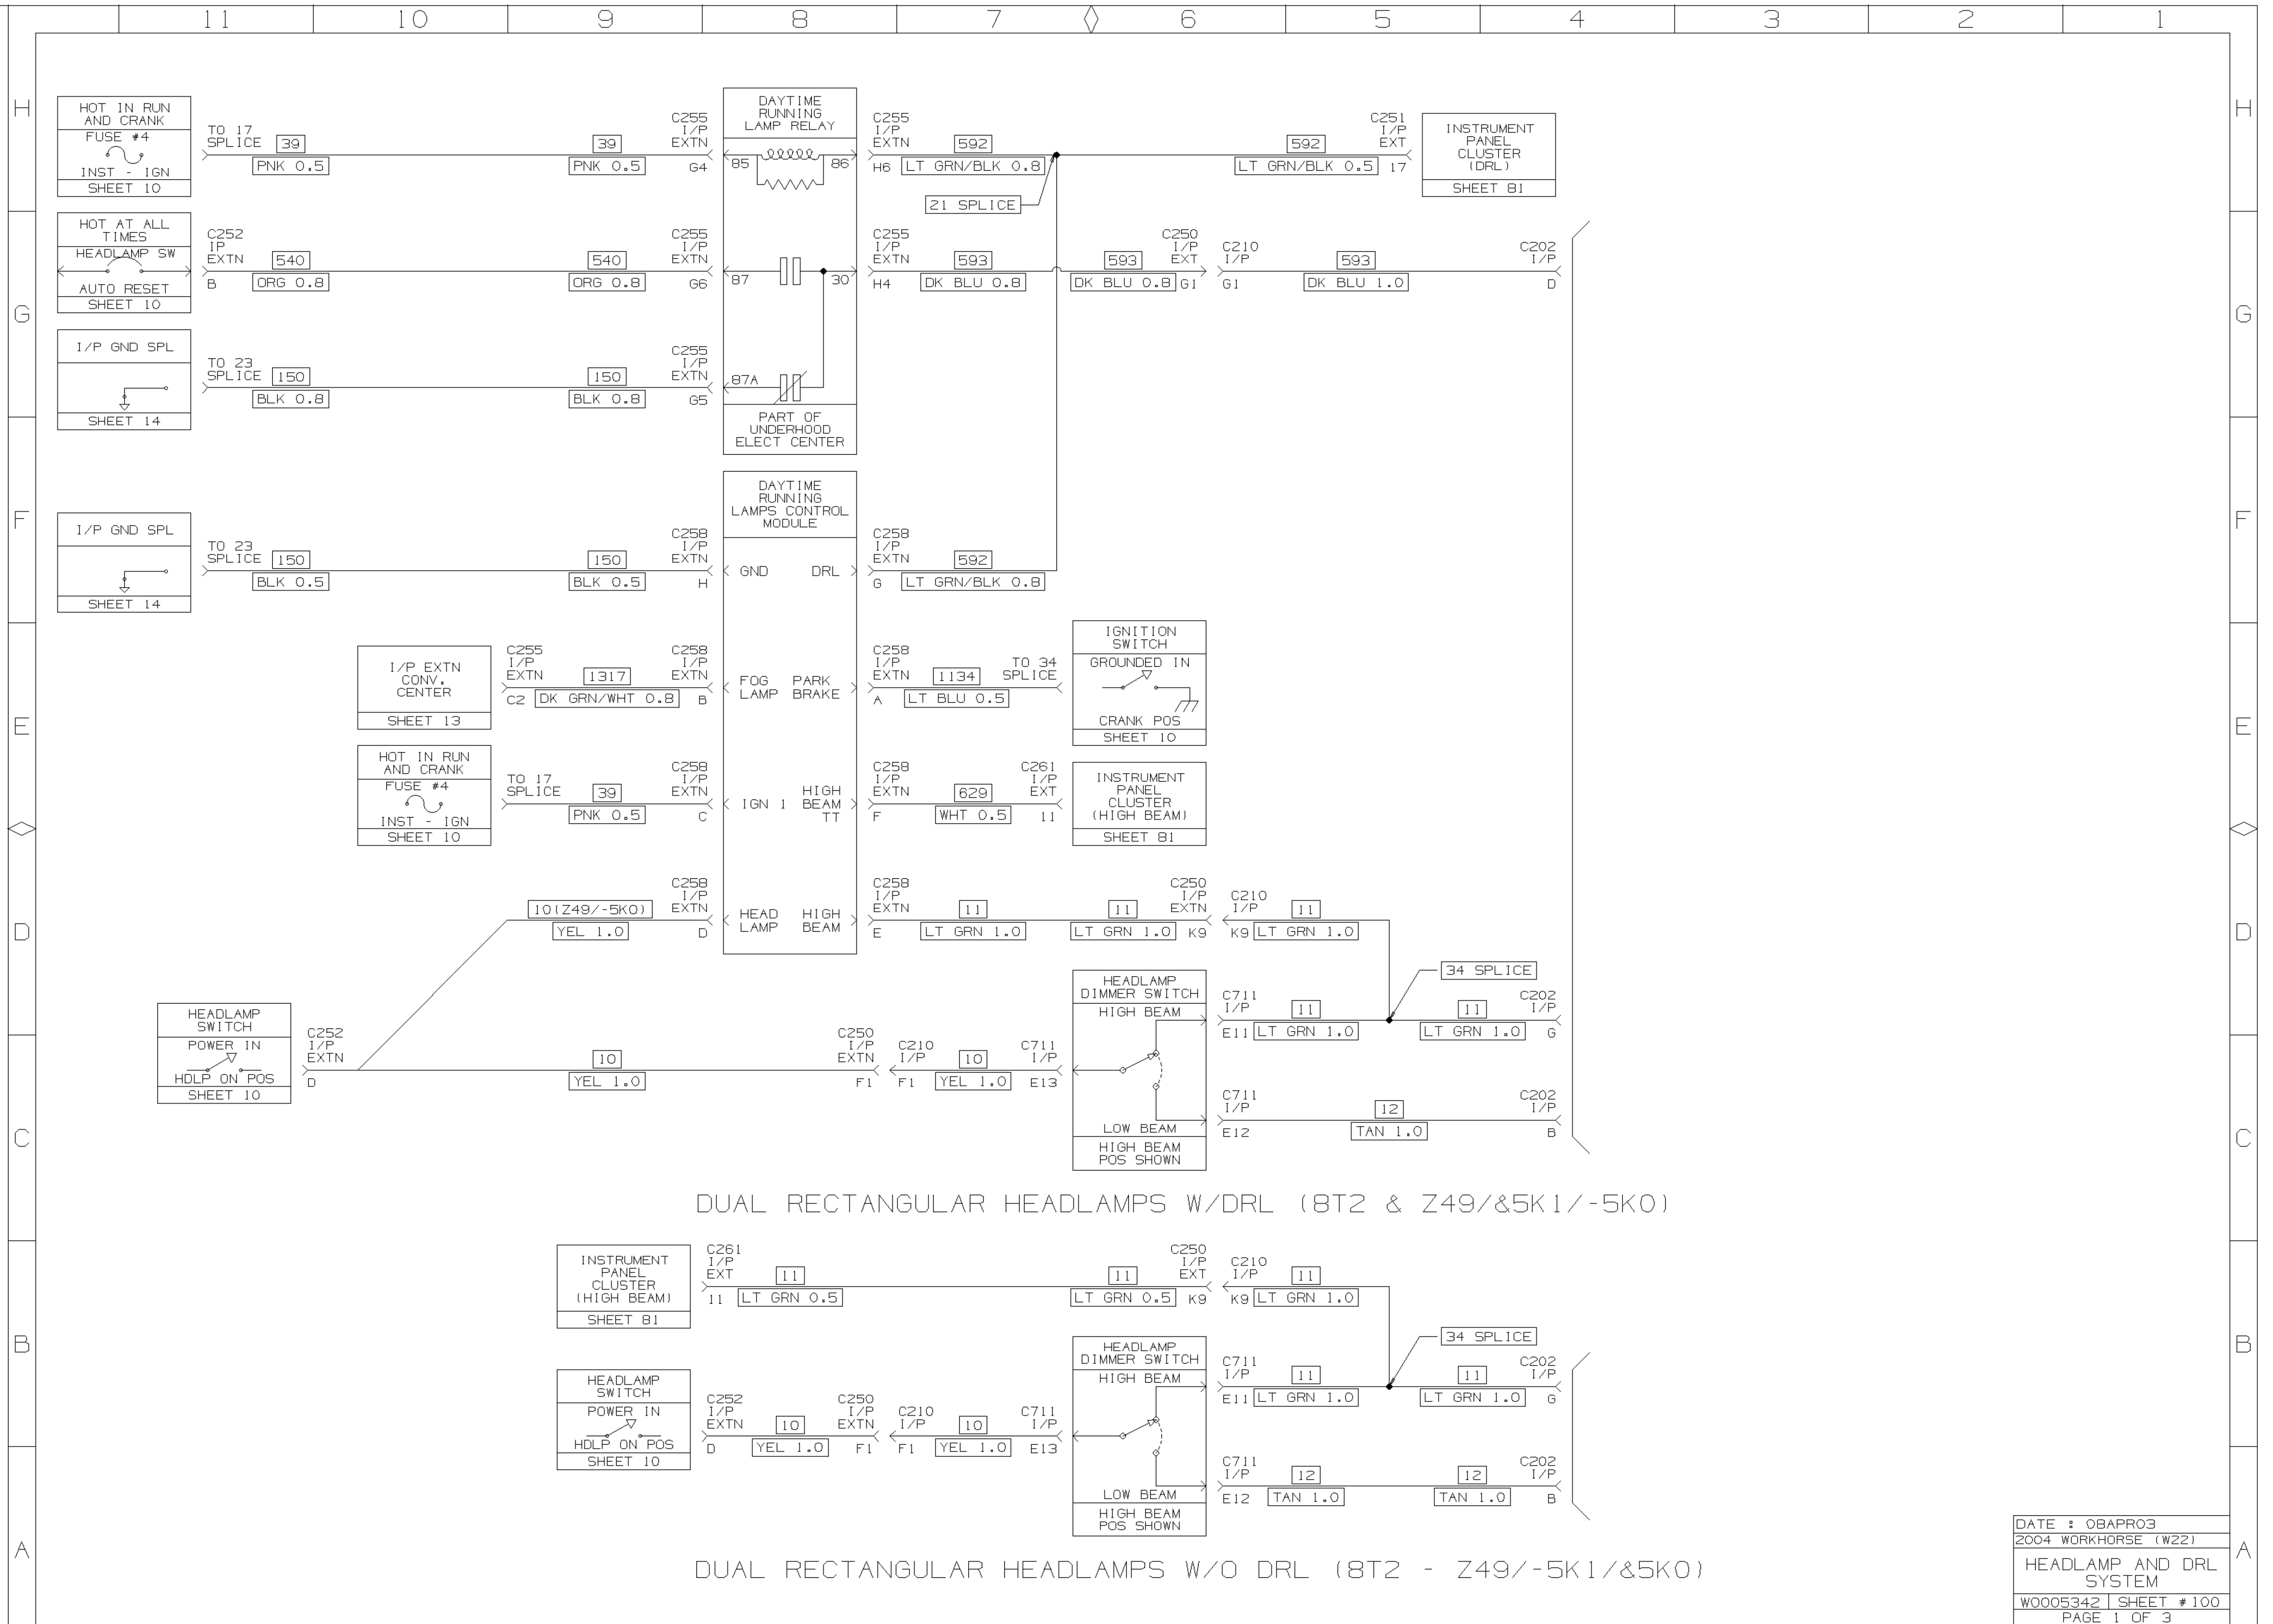 11 10 9 8 7 6 5 4 3 2 1
H
H
G
G
F
F
E
E
D
D
C
C
B
B
A
A
HOT IN RUN
AND CRANK
FUSE #4
INST - IGN
SHEET 10
TO 17
SPLICE
39
PNK 0.5
39
PNK 0.5
C255
I/P
EXTN
G4
DAYTIME
RUNNING
LAMP RELAY
85
86
C255
I/P
EXTN
H6
592
LT GRN/BLK 0.8
21 SPLICE
592
LT GRN/BLK 0.5
C251
I/P
EXT
17
INSTRUMENT
PANEL
CLUSTER
(DRL)
SHEET 81
HOT AT ALL
TIMES
HEADLAMP SW
AUTO RESET
SHEET 10
C252
IP
EXTN
B
540
ORG 0.8
540
ORG 0.8
C255
I/P
EXTN
G6
87
30
C255
I/P
EXTN
H4
593
DK BLU 0.8
593
DK BLU 0.8
C250
I/P
EXT
G1
C210
I/P
G1
593
DK BLU 1.0
C202
I/P
D
I/P GND SPL
SHEET 14
TO 23
SPLICE
150
BLK 0.8
150
BLK 0.8
C255
I/P
EXTN
G5
87A
PART OF
UNDERHOOD
ELECT CENTER
DAYTIME
RUNNING
LAMPS CONTROL
MODULE
I/P GND SPL
SHEET 14
TO 23
SPLICE
150
BLK 0.5
150
BLK 0.5
C258
I/P
EXTN
H
GND
DRL
C258
I/P
EXTN
G
592
LT GRN/BLK 0.8
I/P EXTN
CONV.
CENTER
SHEET 13
C255
I/P
EXTN
C2
1317
DK GRN/WHT 0.8
C258
I/P
EXTN
B
FOG
LAMP
PARK
BRAKE
C258
I/P
EXTN
A
1134
LT BLU 0.5
TO 34
SPLICE
IGNITION
SWITCH
GROUNDED IN
CRANK POS
SHEET 10
HOT IN RUN
AND CRANK
FUSE #4
INST - IGN
SHEET 10
TO 17
SPLICE
39
PNK 0.5
C258
I/P
EXTN
C
IGN 1
HIGH
BEAM
TT
C258
I/P
EXTN
F
629
WHT 0.5
C261
I/P
EXT
11
INSTRUMENT
PANEL
CLUSTER
(HIGH BEAM)
SHEET 81
10(Z49/-5K0)
YEL 1.0
C258
I/P
EXTN
D
HEAD
LAMP
HIGH
BEAM
C258
I/P
EXTN
E
11
LT GRN 1.0
11
LT GRN 1.0
C250
I/P
EXTN
K9
C210
I/P
K9
11
LT GRN 1.0
34 SPLICE
HEADLAMP
SWITCH
POWER IN
HDLP ON POS
SHEET 10
C252
I/P
EXTN
D
10
YEL 1.0
C250
I/P
EXTN
F1
C210
I/P
F1
10
YEL 1.0
C711
I/P
E13
HEADLAMP
DIMMER SWITCH
HIGH BEAM
LOW BEAM
HIGH BEAM
POS SHOWN
C711
I/P
E11
11
LT GRN 1.0
11
LT GRN 1.0
C202
I/P
G
C711
I/P
E12
12
TAN 1.0
C202
I/P
B
DUAL RECTANGULAR HEADLAMPS W/DRL (8T2 & Z49/&5K1/-5K0)
INSTRUMENT
PANEL
CLUSTER
(HIGH BEAM)
SHEET 81
C261
I/P
EXT
11
11
LT GRN 0.5
11
LT GRN 0.5
C250
I/P
EXT
K9
C210
I/P
K9
11
LT GRN 1.0
34 SPLICE
HEADLAMP
SWITCH
POWER IN
HDLP ON POS
SHEET 10
C252
I/P
EXTN
D
10
YEL 1.0
C250
I/P
EXTN
F1
C210
I/P
F1
10
YEL 1.0
C711
I/P
E13
HEADLAMP
DIMMER SWITCH
HIGH BEAM
LOW BEAM
HIGH BEAM
POS SHOWN
C711
I/P
E11
11
LT GRN 1.0
11
LT GRN 1.0
C202
I/P
G
C711
I/P
E12
12
TAN 1.0
12
TAN 1.0
C202
I/P
B
DUAL RECTANGULAR HEADLAMPS W/O DRL (8T2 - Z49/-5K1/&5K0)
DATE : 08APR03
2004 WORKHORSE (W22)
HEADLAMP AND DRL
SYSTEM
W0005342 SHEET #100
PAGE 1 OF 3